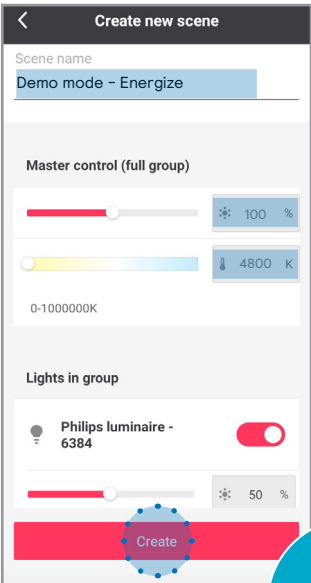 Create new scene
Scene name
Demo mode - Energize
Master control (full group)
100 %
4800 K
0-1000000K
Lights in group
Philips luminaire -
6384
50 %
Create